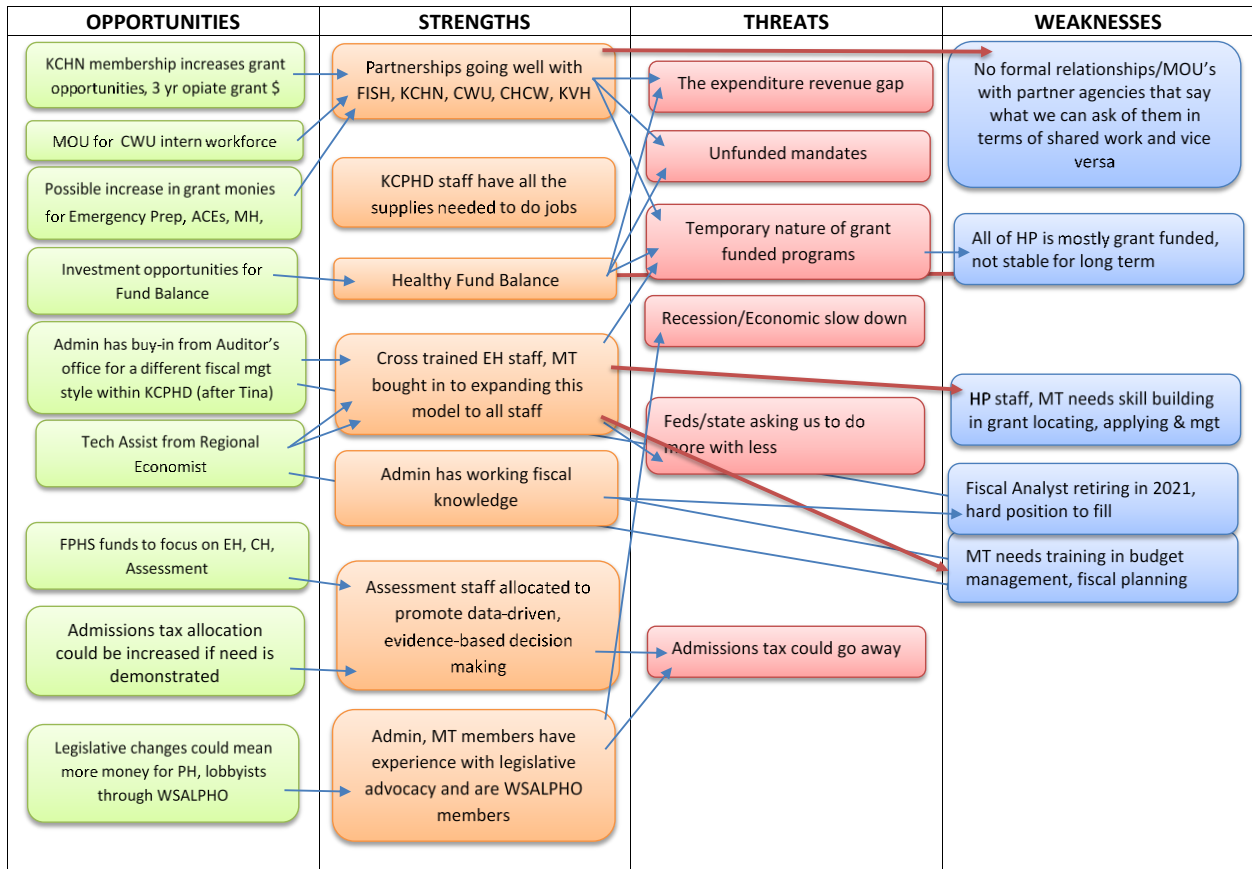 OPPORTUNITIES
STRENGTHS
THREATS
WEAKNESSES
KCHN membership increases grant
opportunities, 3 yr opiate grant $
MOU for CWU intern workforce
Possible increase in grant monies
for Emergency Prep, ACEs, MH,
Investment opportunities for
Fund Balance
Admin has buy-in from Auditor's
office for a different fiscal mgt
style within KCPHD (after Tina)
Tech Assist from Regional
Economist
FPHS funds to focus on EH, CH,
Assessment
Admissions tax allocation
could be increased if need is
demonstrated
Legislative changes could mean
more money for PH, lobbyists
through WSALPHO
Partnerships going well with
FISH, KCHN, CWU, CHCW, KVH
KCPHD staff have all the
supplies needed to do jobs
Healthy Fund Balance
Cross trained EH staff, MT
bought in to expanding this
model to all staff
Admin has working fiscal
knowledge
Assessment staff allocated to
promote data-driven,
evidence-based decision
making
Admin, MT members have
experience with legislative
advocacy and are WSALPHO
members
The expenditure revenue gap
Unfunded mandates
Temporary nature of grant
funded programs
Recession/Economic slow down
Feds/state asking us to do
more with less
Admissions tax could go away
No formal relationships/MOU's
with partner agencies that say
what we can ask of them in
terms of shared work and vice
versa
All of HP is mostly grant funded,
not stable for long term
HP staff, MT needs skill building
in grant locating, applying & mgt
Fiscal Analyst retiring in 2021,
hard position to fill
MT needs training in budget
management, fiscal planning